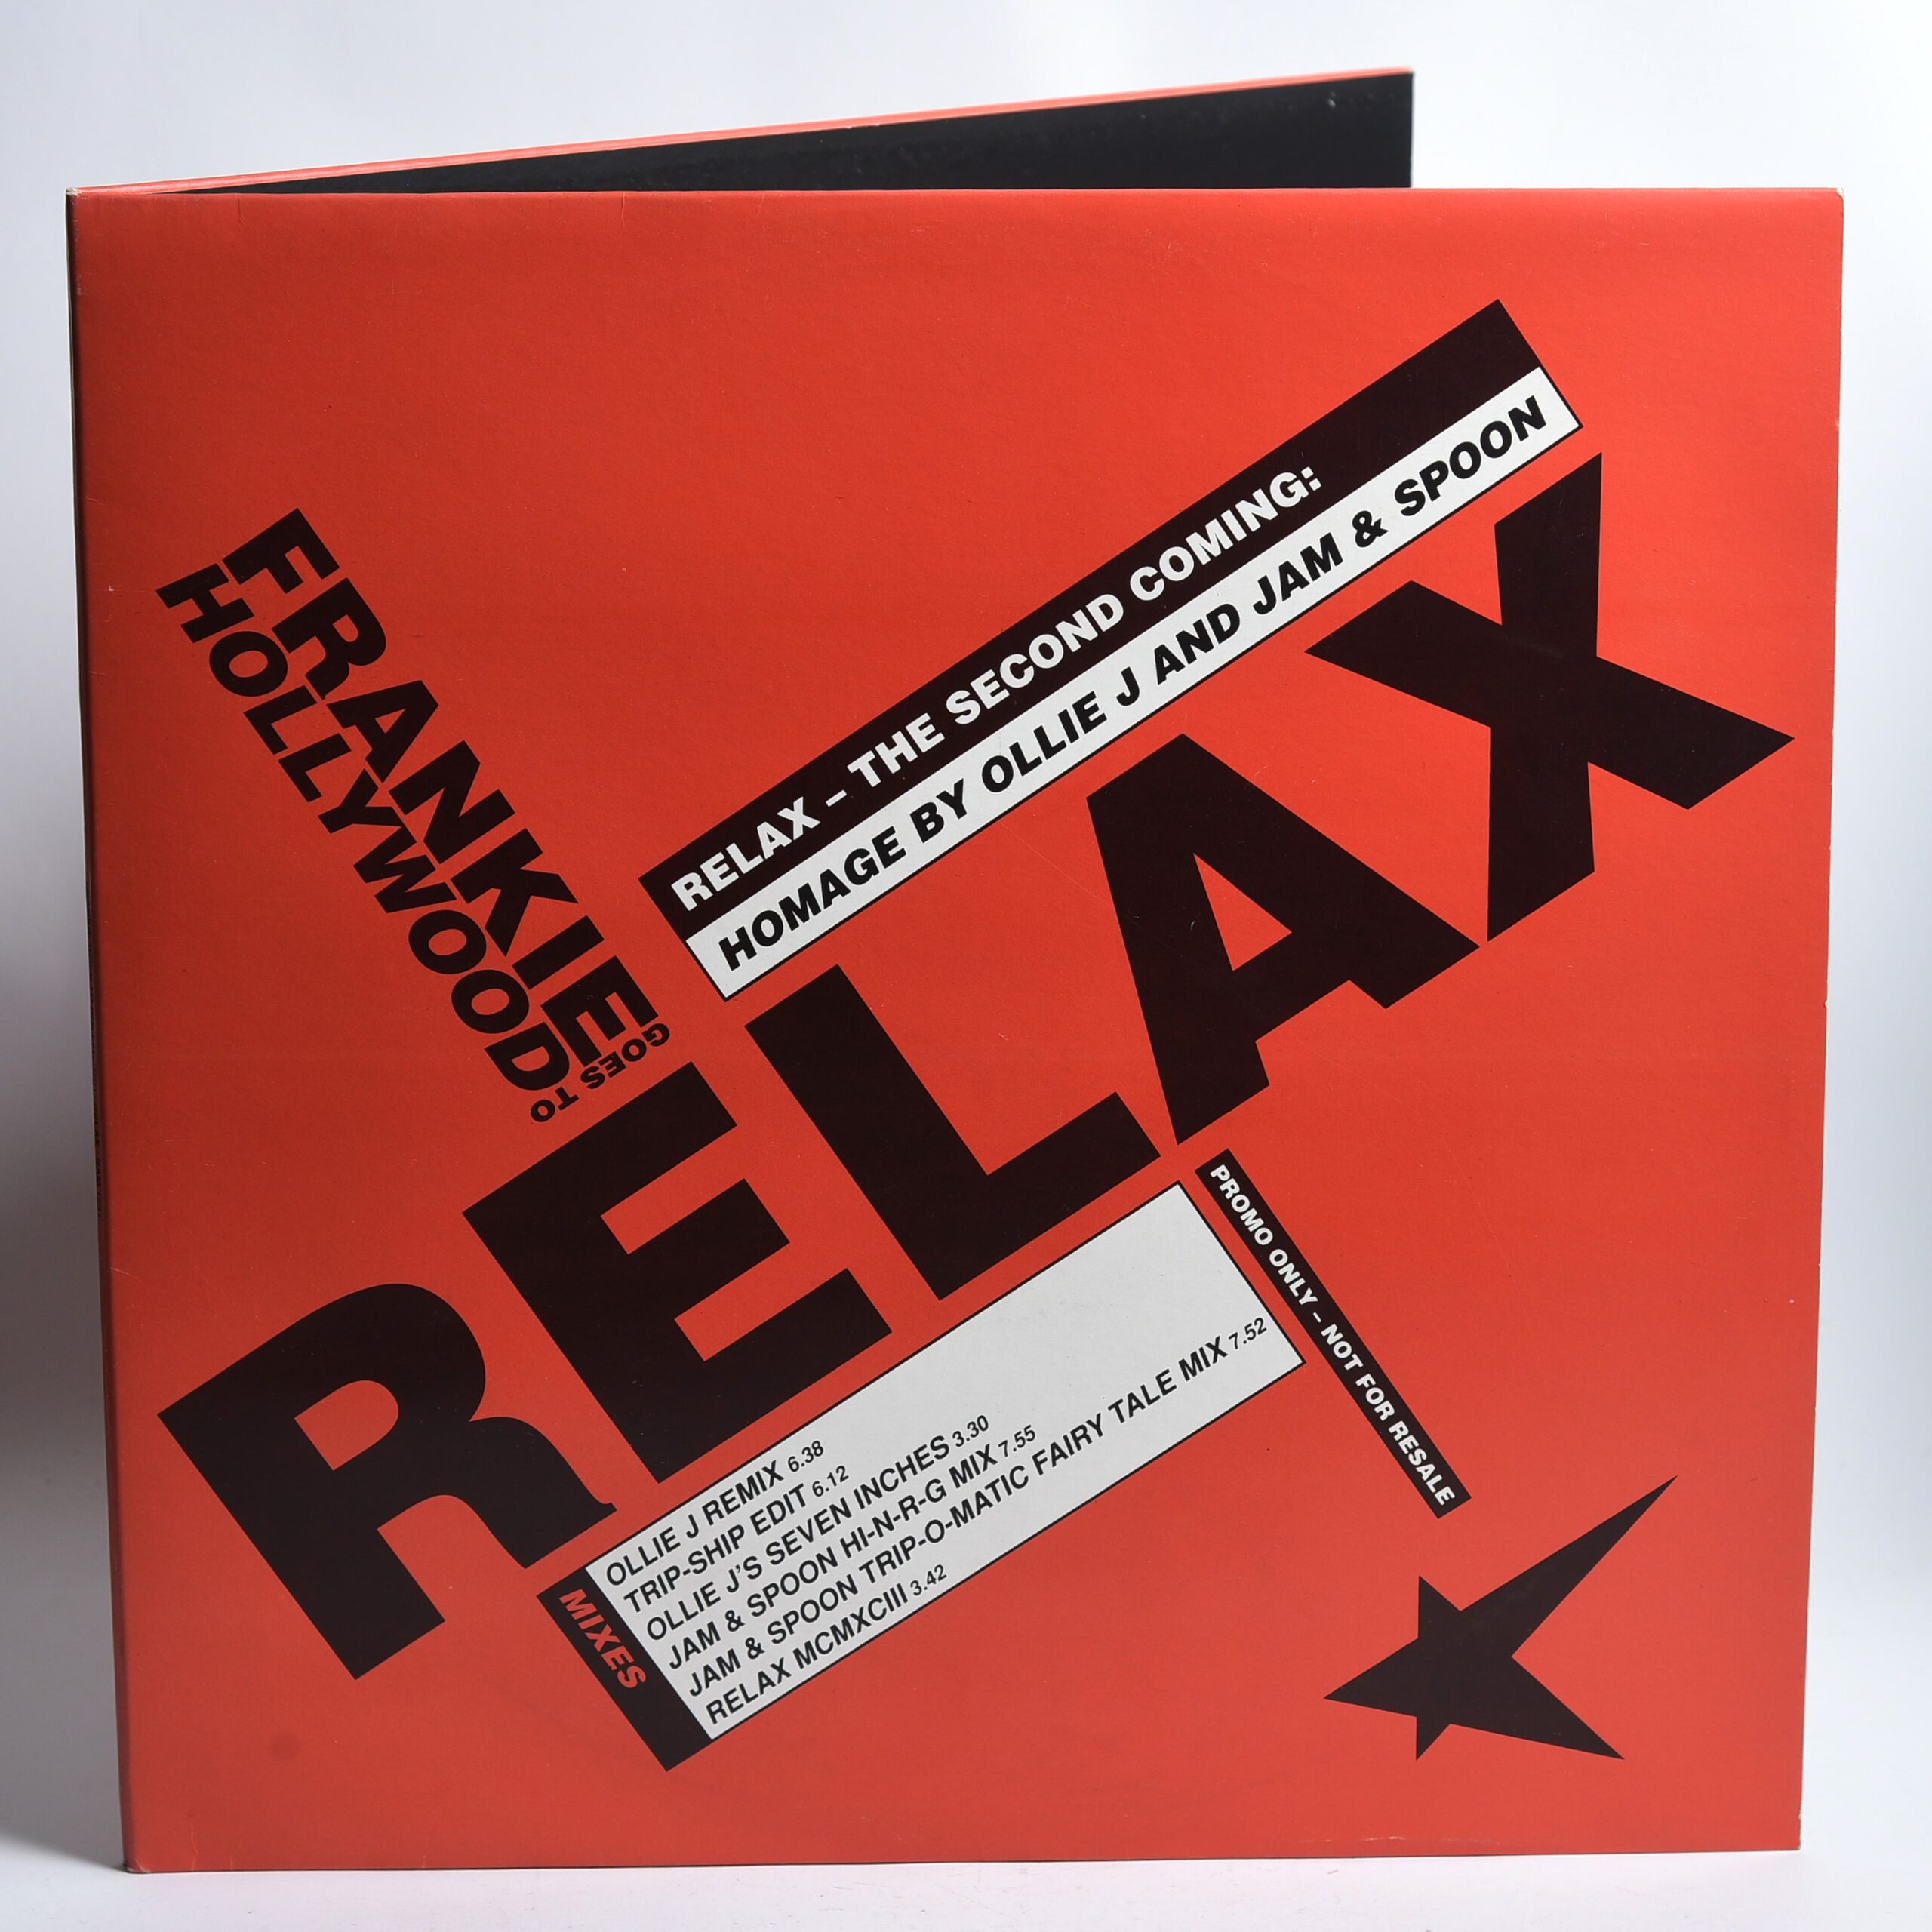 FRANKIE
GOES TO
HOLLYWOOD
RELAX – THE SECOND COMING:
HOMAGE BY OLLIE J AND JAM & SPOON
RELAX
MIXES
OLLIE J REMIX 6.38
TRIP-SHIP EDIT 6.12
OLLIE J'S SEVEN INCHES 3.30
JAM & SPOON HI-N-R-G MIX 7.55
JAM & SPOON TRIP-O-MATIC FAIRY TALE MIX 7.52
RELAX MCMXCIII 3.42
PROMO ONLY – NOT FOR RESALE